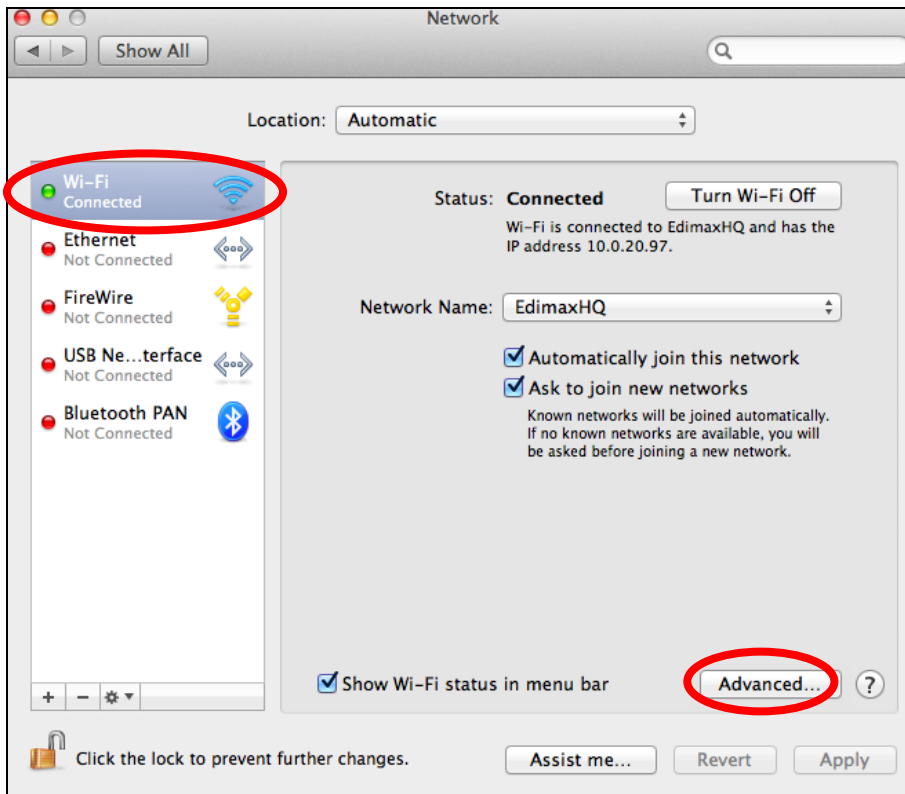 Network
Show All
Location: Automatic
Wi-Fi
Connected
Ethernet
Not Connected
FireWire
Not Connected
USB Ne...terface
Not Connected
Bluetooth PAN
Not Connected
+ −
Status: Connected Turn Wi-Fi Off
Wi-Fi is connected to EdimaxHQ and has the
IP address 10.0.20.97.
Network Name: EdimaxHQ
Automatically join this network
Ask to join new networks
Known networks will be joined automatically.
If no known networks are available, you will
be asked before joining a new network.
Show Wi-Fi status in menu bar Advanced... ?
Click the lock to prevent further changes. Assist me... Revert Apply